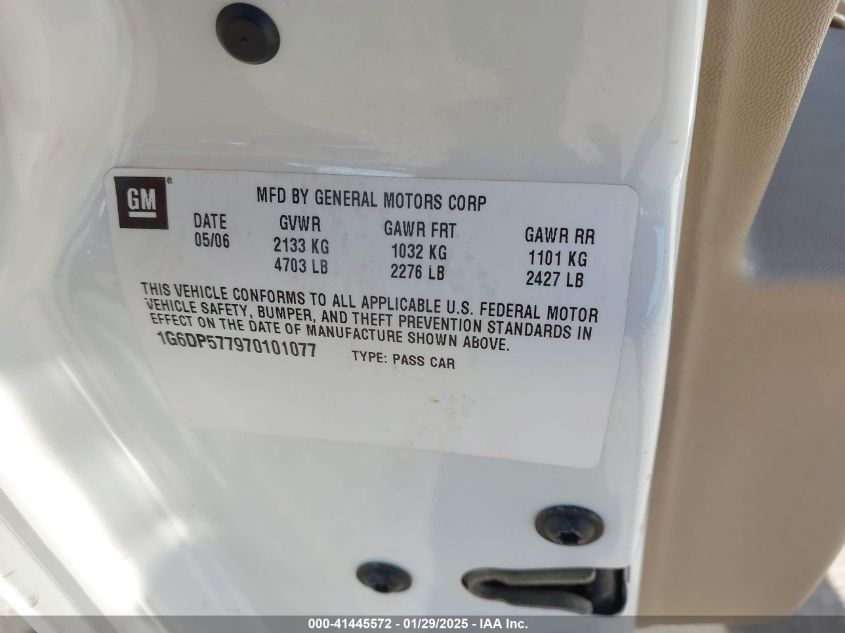 GM
MFD BY GENERAL MOTORS CORP
DATE GVWR GAWR FRT GAWR RR
05/06 2133 KG 1032 KG 1101 KG
4703 LB 2276 LB 2427 LB
THIS VEHICLE CONFORMS TO ALL APPLICABLE U.S. FEDERAL MOTOR
VEHICLE SAFETY, BUMPER, AND THEFT PREVENTION STANDARDS IN
EFFECT ON THE DATE OF MANUFACTURE SHOWN ABOVE.
1G6DP577970101077 TYPE: PASS CAR
000-41445572 - 01/29/2025 - IAA Inc.